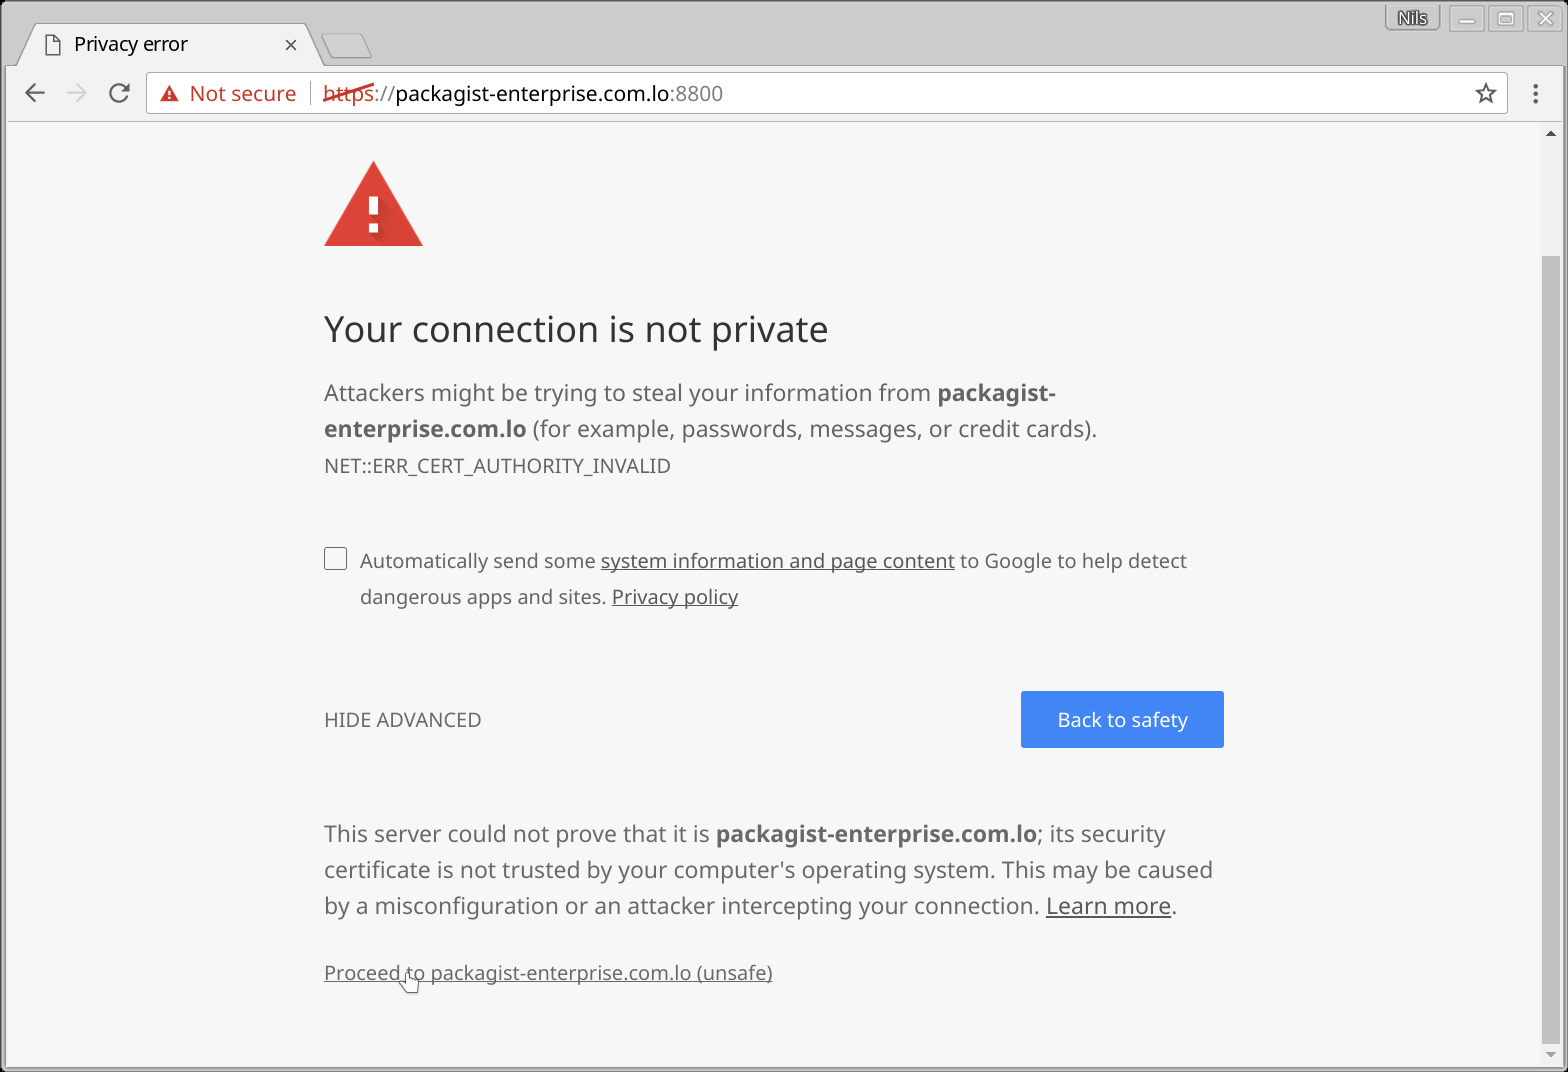 Nils
Privacy error
Not secure https://packagist-enterprise.com.lo:8800
Your connection is not private
Attackers might be trying to steal your information from packagist-
enterprise.com.lo (for example, passwords, messages, or credit cards).
NET::ERR_CERT_AUTHORITY_INVALID
Automatically send some system information and page content to Google to help detect
dangerous apps and sites. Privacy policy
HIDE ADVANCED
Back to safety
This server could not prove that it is packagist-enterprise.com.lo; its security
certificate is not trusted by your computer's operating system. This may be caused
by a misconfiguration or an attacker intercepting your connection. Learn more.
Proceed to packagist-enterprise.com.lo (unsafe)